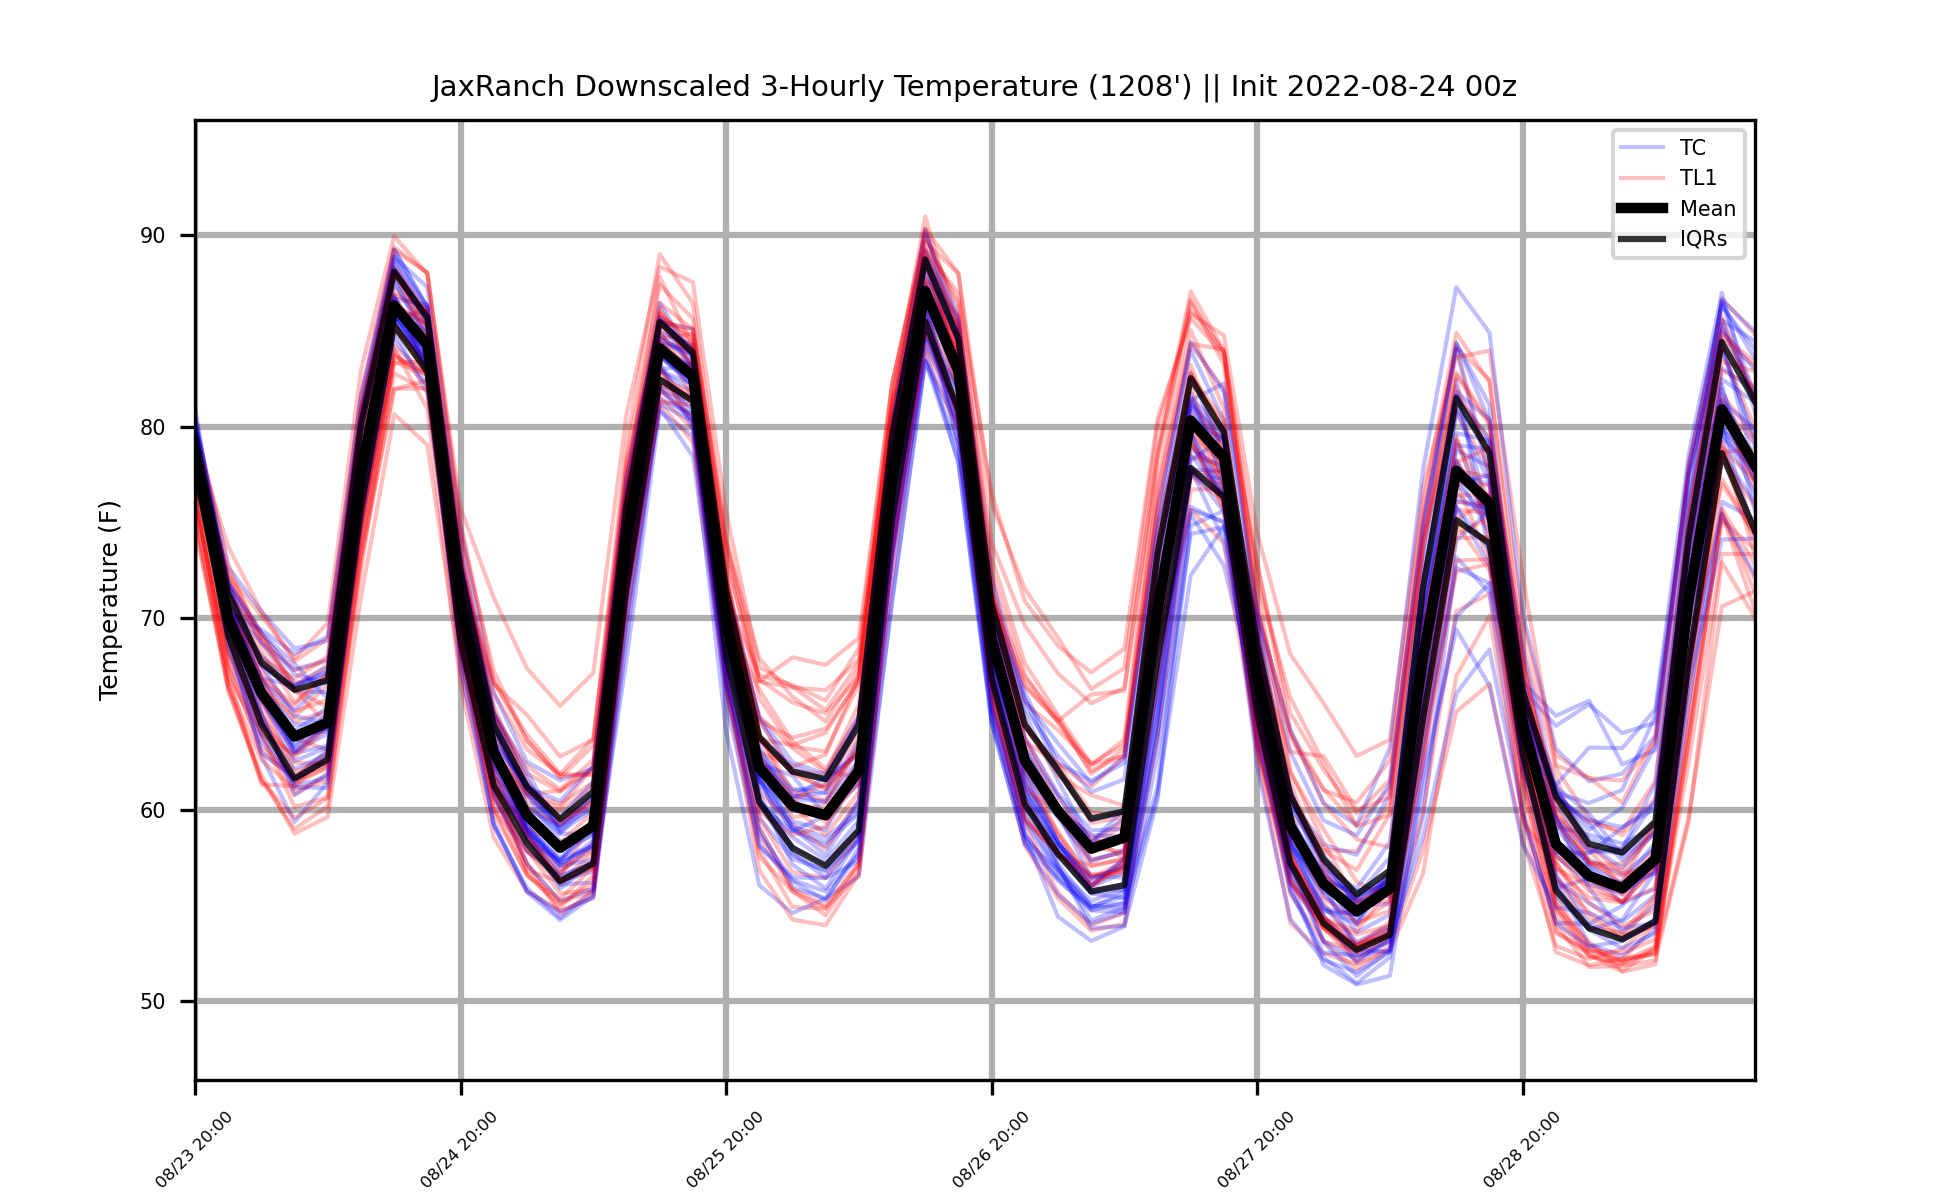 JaxRanch Downscaled 3-Hourly Temperature (1208') || Init 2022-08-24 00z
TC
TL1
Mean
IQRs
Temperature (F)
90
80
70
60
50
08/23 20:00
08/24 20:00
08/25 20:00
08/26 20:00
08/27 20:00
08/28 20:00